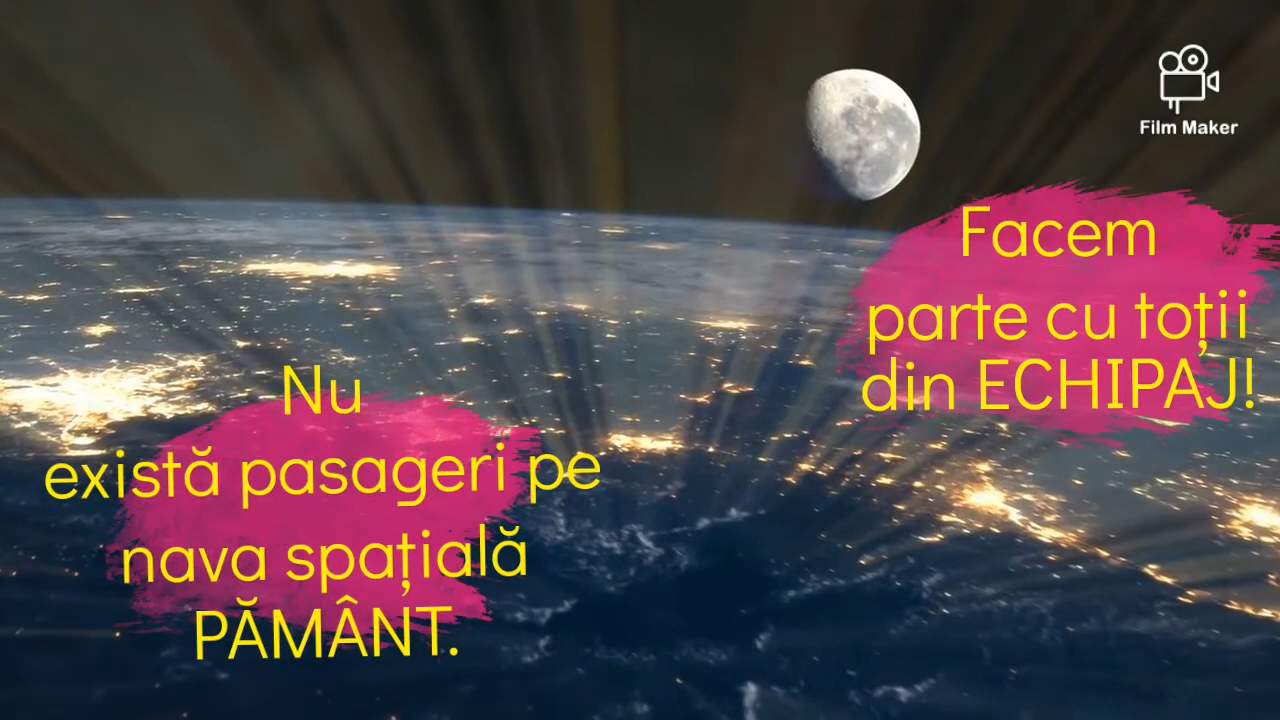 Film Maker
Nu
există pasageri pe
nava spațială
PĂMÂNT.
Facem
parte cu toții
din ECHIPAJ!